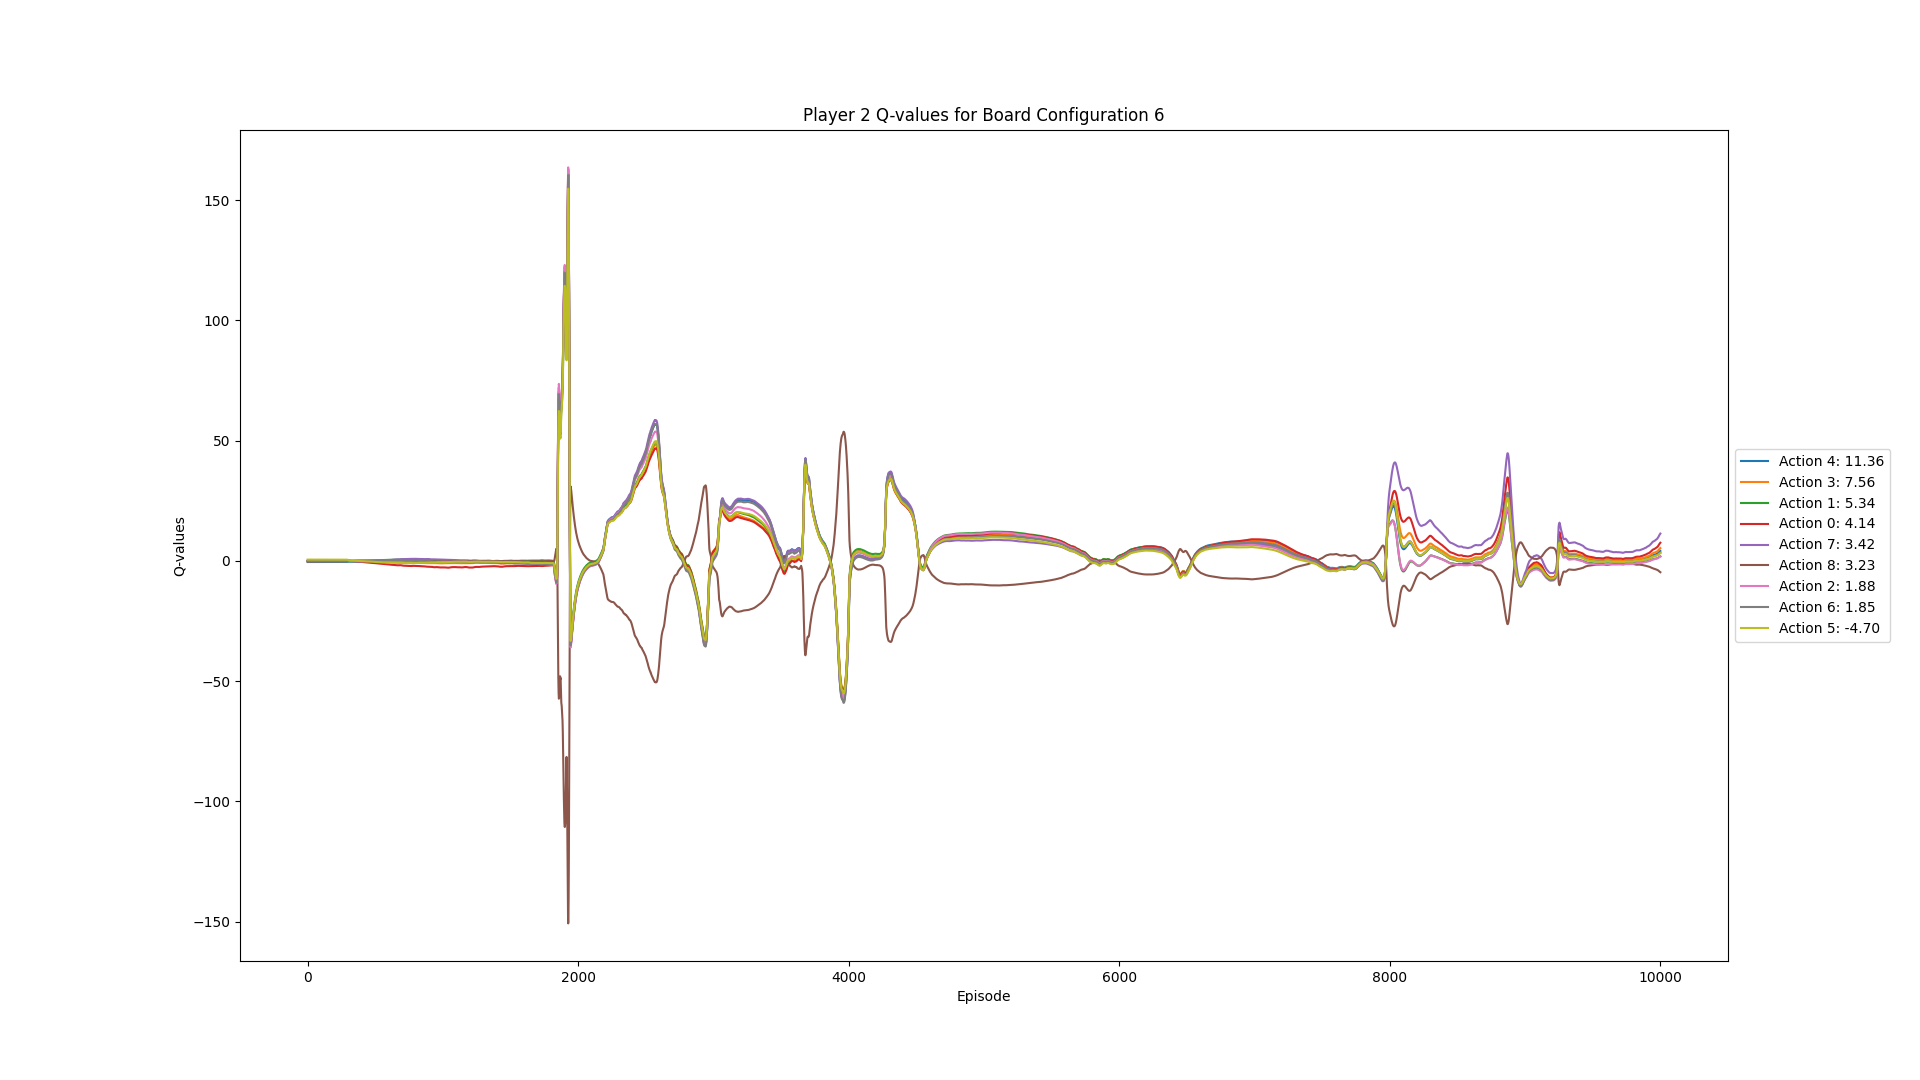 Player 2 Q-values for Board Configuration 6
Q-values
150
100
50
0
−50
−100
−150
0
2000
4000
6000
8000
10000
Episode
Action 4: 11.36
Action 3: 7.56
Action 1: 5.34
Action 0: 4.14
Action 7: 3.42
Action 8: 3.23
Action 2: 1.88
Action 6: 1.85
Action 5: -4.70